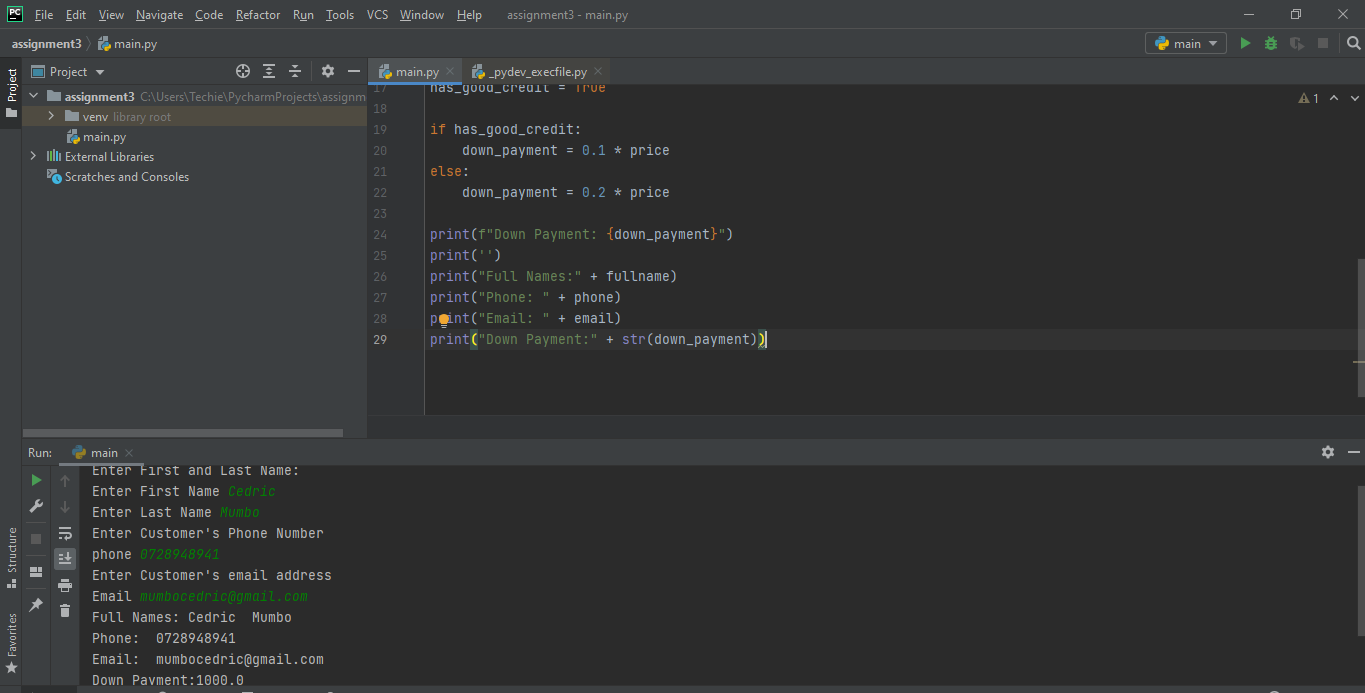 PC File Edit View Navigate Code Refactor Run Tools VCS Window Help assignment3 - main.py
assignment3 main.py main
Project main.py _pydev_execfile.py
Project
assignment3 C:\Users\Techie\PycharmProjects\assignm
venv library root
main.py
External Libraries
Scratches and Consoles
1
17 has_good_credit = True
18
19 if has_good_credit:
20 down_payment = 0.1 * price
21 else:
22 down_payment = 0.2 * price
23
24 print(f"Down Payment: {down_payment}")
25 print('')
26 print("Full Names:" + fullname)
27 print("Phone: " + phone)
28 print("Email: " + email)
29 print("Down Payment:" + str(down_payment))
Run: main
Structure
Favorites
Enter First and Last Name:
Enter First Name Cedric
Enter Last Name Mumbo
Enter Customer's Phone Number
phone 0728948941
Enter Customer's email address
Email mumbocedric@gmail.com
Full Names: Cedric  Mumbo
Phone:  0728948941
Email:  mumbocedric@gmail.com
Down Payment:1000.0